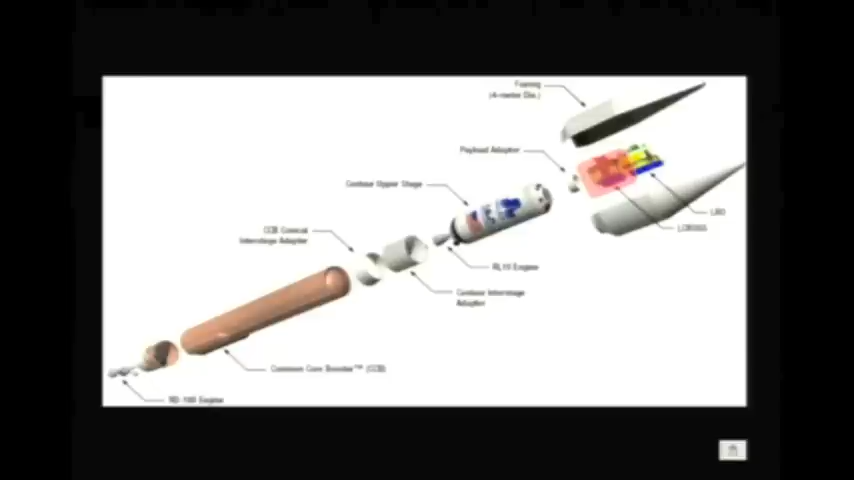 Fairing
(4-meter Dia.)
Payload Adapter
Centaur Upper Stage
LRO
LCROSS
CCB Conical
Interstage Adapter
RL10 Engine
Centaur Interstage
Adapter
Common Core Booster™ (CCB)
RD-180 Engine